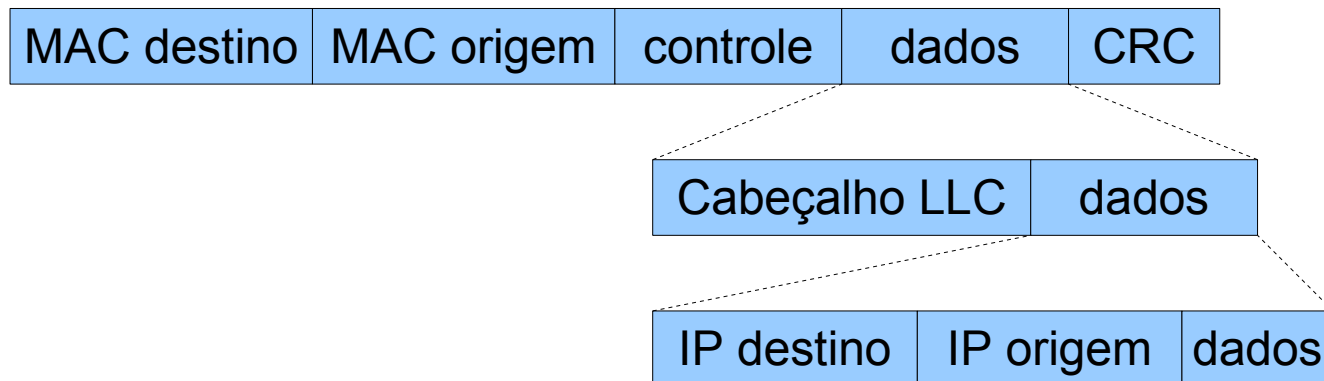 MAC destino MAC origem controle dados CRC
Cabeçalho LLC dados
IP destino IP origem dados